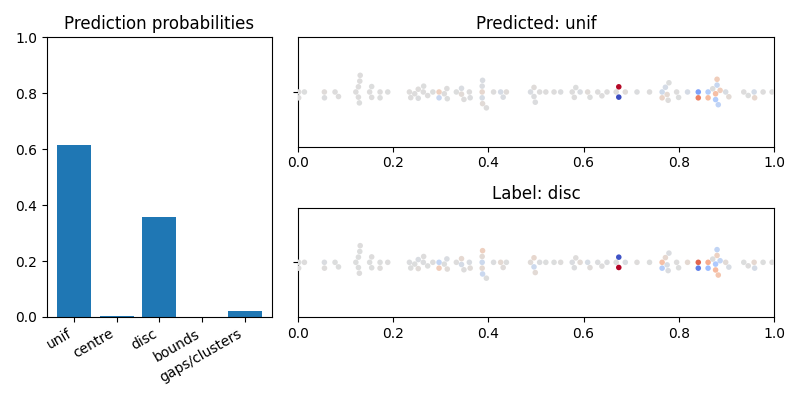 Prediction probabilities
1.0
0.8
0.6
0.4
0.2
0.0
unif
centre
disc
bounds
gaps/clusters
Predicted: unif
0.0 0.2 0.4 0.6 0.8 1.0
Label: disc
0.0 0.2 0.4 0.6 0.8 1.0